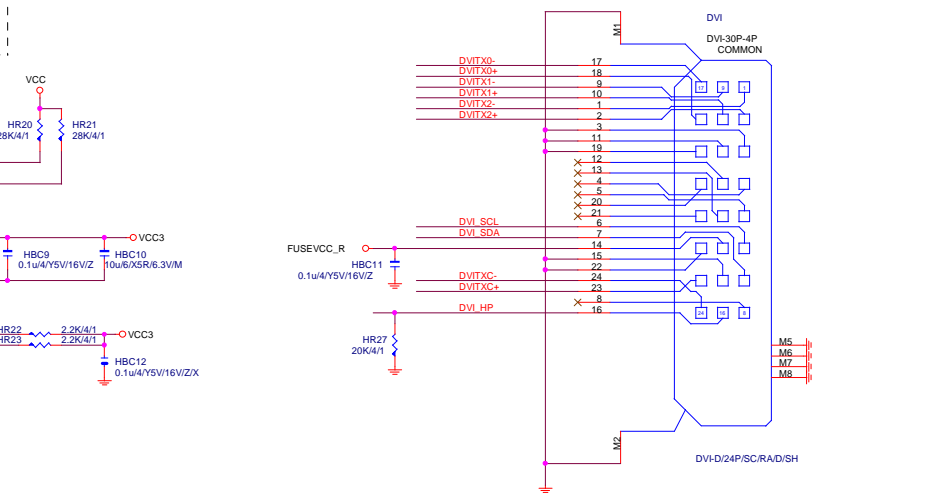 DVI
DVI-30P-4P
COMMON
M1
VCC
HR20
28K/4/1
HR21
28K/4/1
DVITX0-
DVITX0+
DVITX1-
DVITX1+
DVITX2-
DVITX2+
17
18
9
10
1
2
3
11
19
12
13
4
5
20
21
6
7
14
15
22
24
23
8
16
17 9 1
24 16 8
DVI_SCL
DVI_SDA
FUSEVCC_R
HBC11
0.1u/4/Y5V/16V/Z
DVITXC-
DVITXC+
DVI_HP
HR27
20K/4/1
VCC3
HBC9
0.1u/4/Y5V/16V/Z
HBC10
10u/6/X5R/6.3V/M
HR22 2.2K/4/1
HR23 2.2K/4/1
VCC3
HBC12
0.1u/4/Y5V/16V/Z/X
M5
M6
M7
M8
M2
DVI-D/24P/SC/RA/D/SH